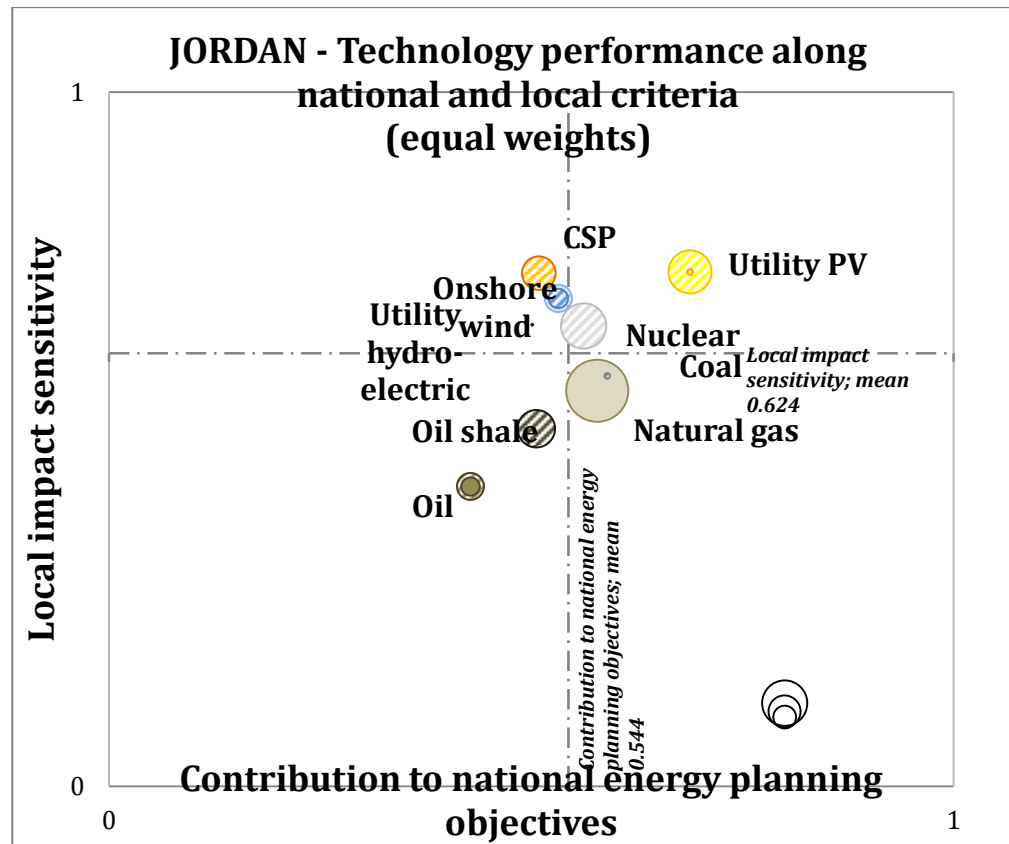 JORDAN - Technology performance along
national and local criteria
(equal weights)
1
Local impact sensitivity
CSP
Utility PV
Onshore
wind
Utility
hydro-
electric
Nuclear
Coal
Local impact
sensitivity; mean
0.624
Oil shale
Natural gas
Oil
Contribution to national energy
planning objectives; mean
0.544
0
Contribution to national energy planning
objectives
0
1